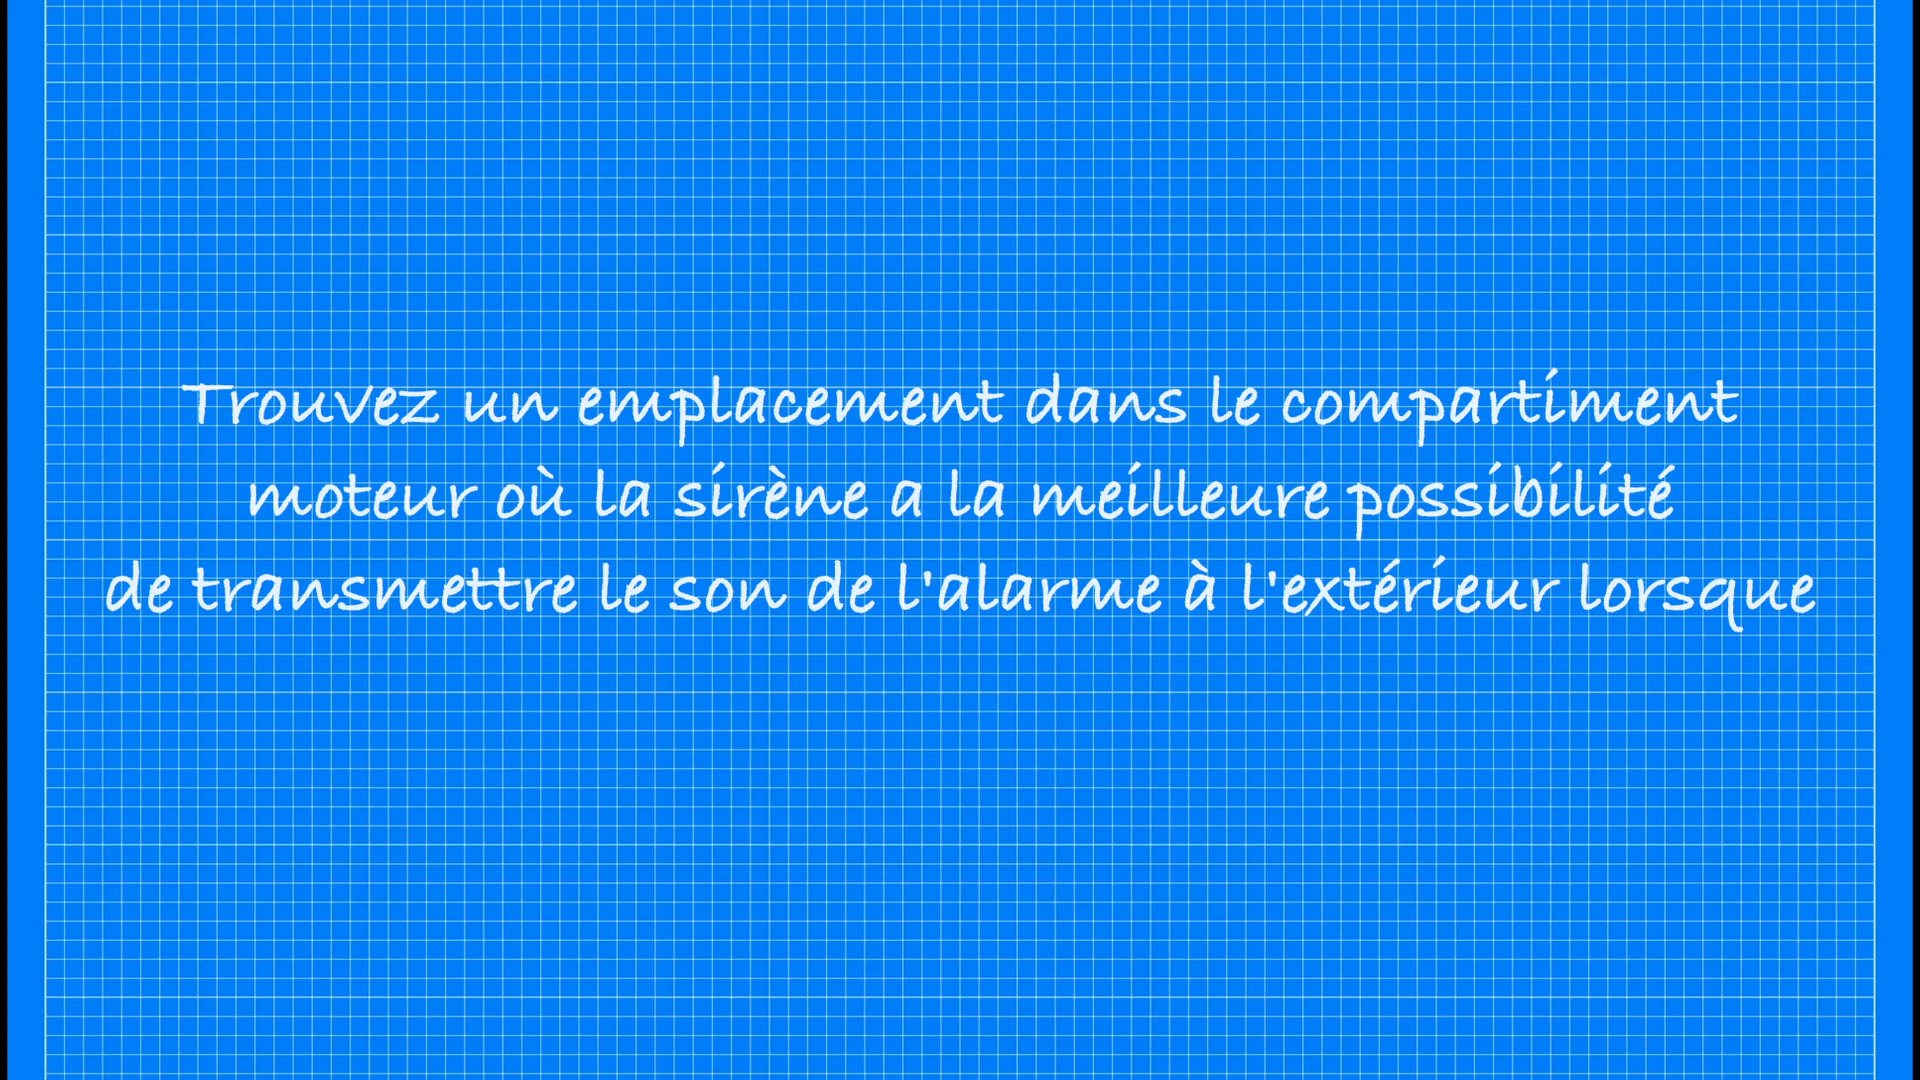 Trouvez un emplacement dans le compartiment
moteur où la sirène a la meilleure possibilité
de transmettre le son de l'alarme à l'extérieur lorsque